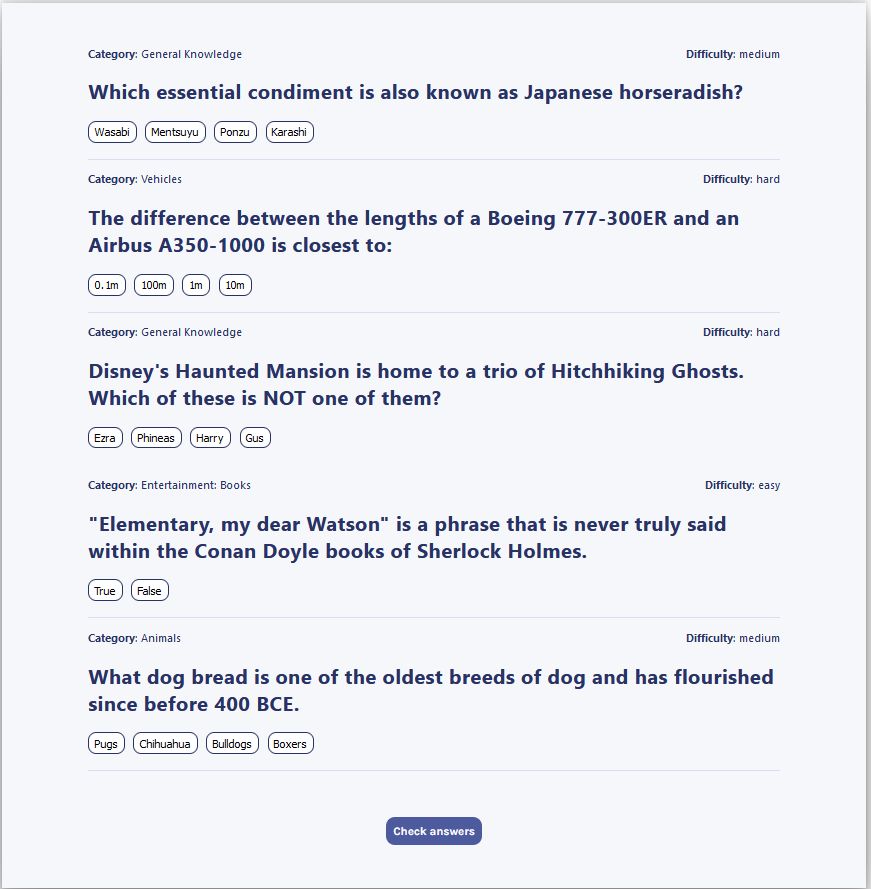 Category: General Knowledge Difficulty: medium
Which essential condiment is also known as Japanese horseradish?
Wasabi Mentsuyu Ponzu Karashi
Category: Vehicles Difficulty: hard
The difference between the lengths of a Boeing 777-300ER and an
Airbus A350-1000 is closest to:
0.1m 100m 1m 10m
Category: General Knowledge Difficulty: hard
Disney's Haunted Mansion is home to a trio of Hitchhiking Ghosts.
Which of these is NOT one of them?
Ezra Phineas Harry Gus
Category: Entertainment: Books Difficulty: easy
"Elementary, my dear Watson" is a phrase that is never truly said
within the Conan Doyle books of Sherlock Holmes.
True False
Category: Animals Difficulty: medium
What dog bread is one of the oldest breeds of dog and has flourished
since before 400 BCE.
Pugs Chihuahua Bulldogs Boxers
Check answers